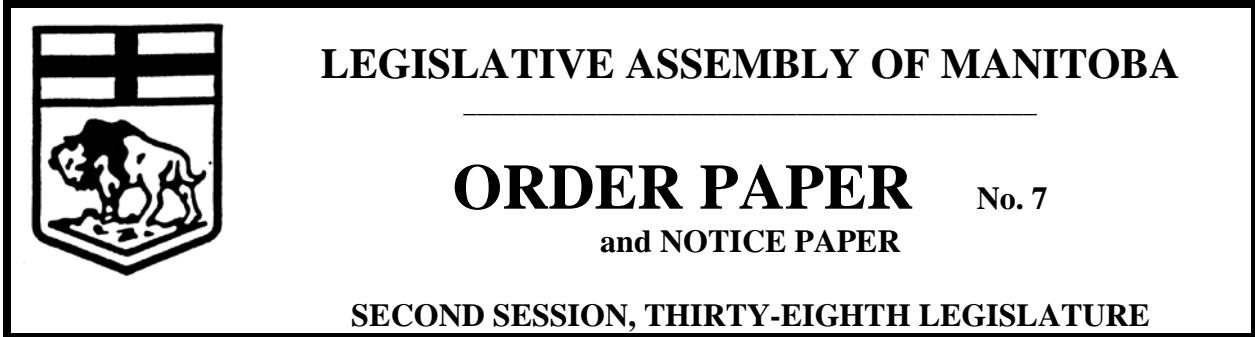 LEGISLATIVE ASSEMBLY OF MANITOBA
ORDER PAPER No. 7
and NOTICE PAPER
SECOND SESSION, THIRTY-EIGHTH LEGISLATURE